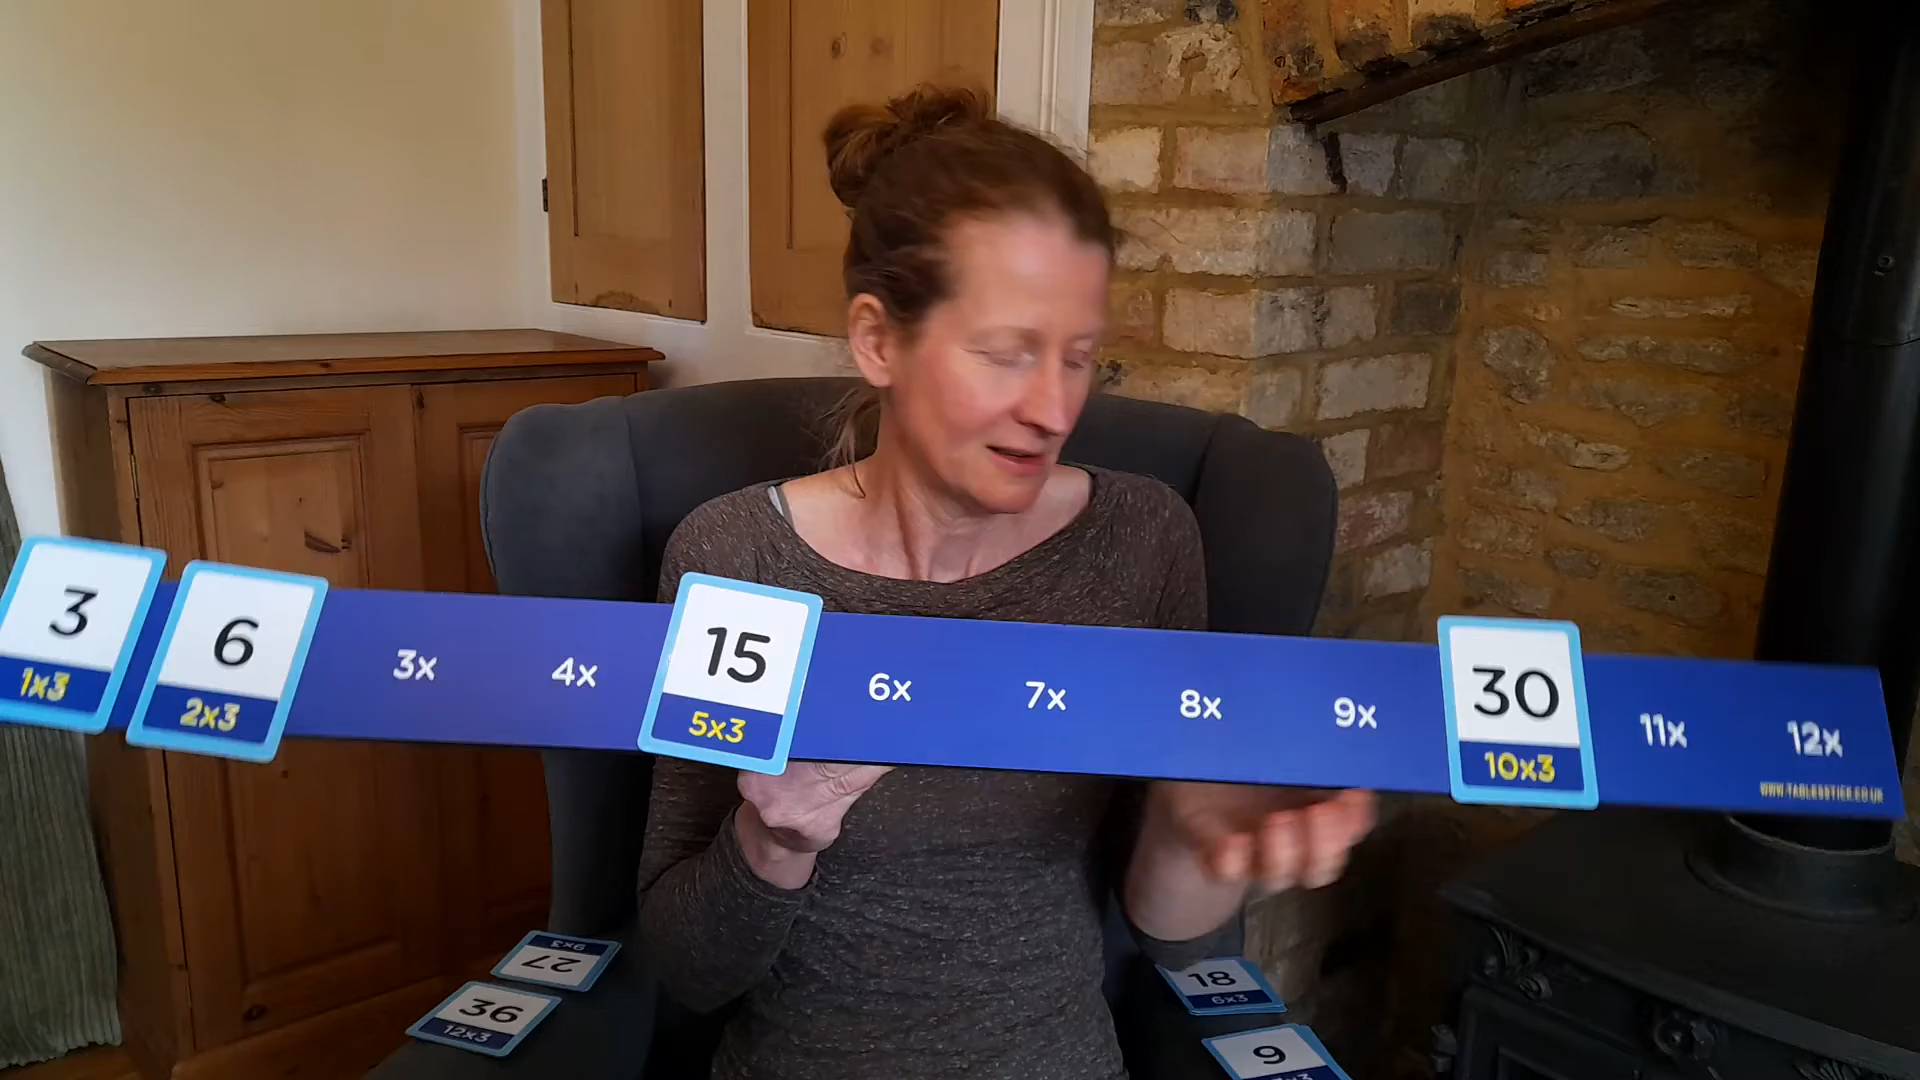 3
1x3
6
2x3
3x
4x
15
5x3
6x
7x
8x
9x
30
10x3
11x
12x
WWW.TABLESSTICK.CO.UK
27
9x3
36
12x3
18
6x3
9